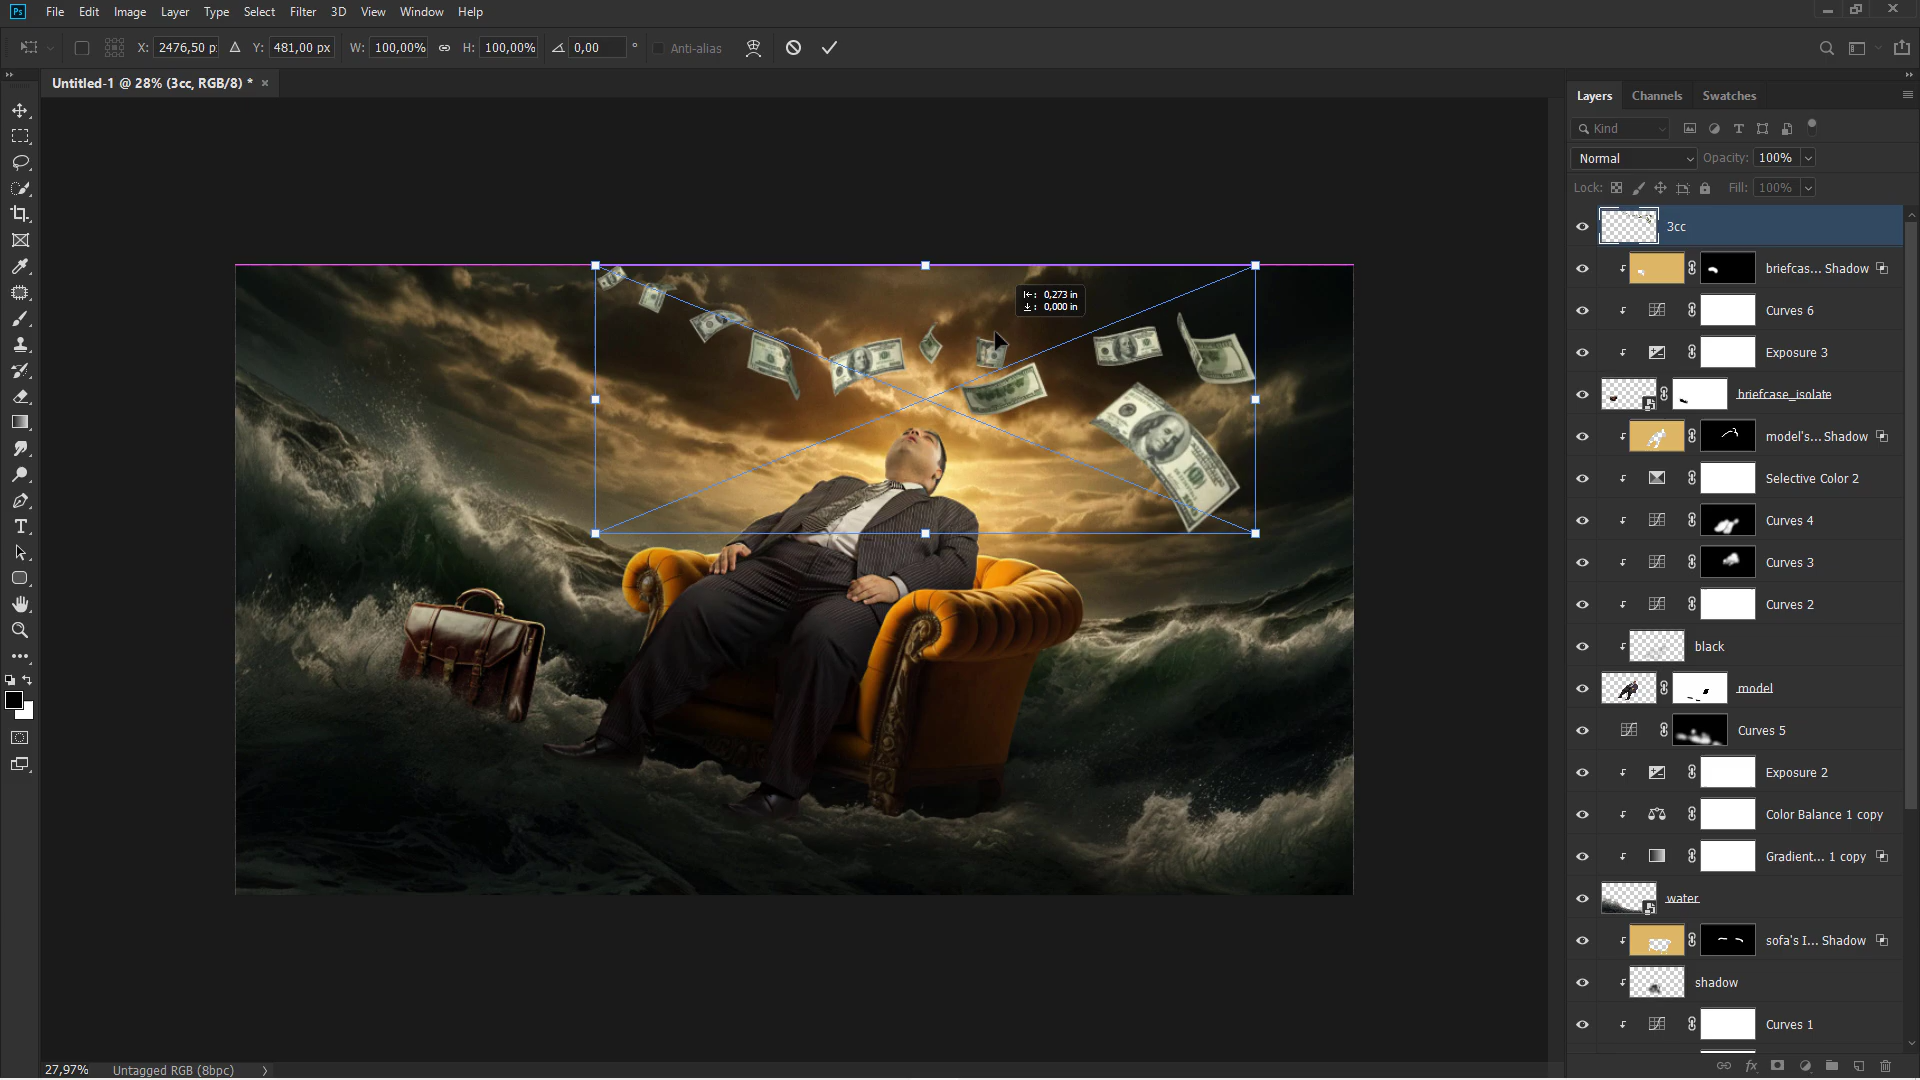 Ps File Edit Image Layer Type Select Filter 3D View Window Help
X: 2476,50 p Y: 481,00 px W: 100,00% H: 100,00% 0,00 ° Anti-alias
Untitled-1 @ 28% (3cc, RGB/8) * ×
Layers Channels Swatches
Kind
Normal Opacity: 100%
Lock: Fill: 100%
3cc
briefcas... Shadow
Curves 6
Exposure 3
briefcase_isolate
model's... Shadow
Selective Color 2
Curves 4
Curves 3
Curves 2
black
model
Curves 5
Exposure 2
Color Balance 1 copy
Gradient... 1 copy
water
sofa's I... Shadow
shadow
Curves 1
0,273 in
0,000 in
27,97% Untagged RGB (8bpc)